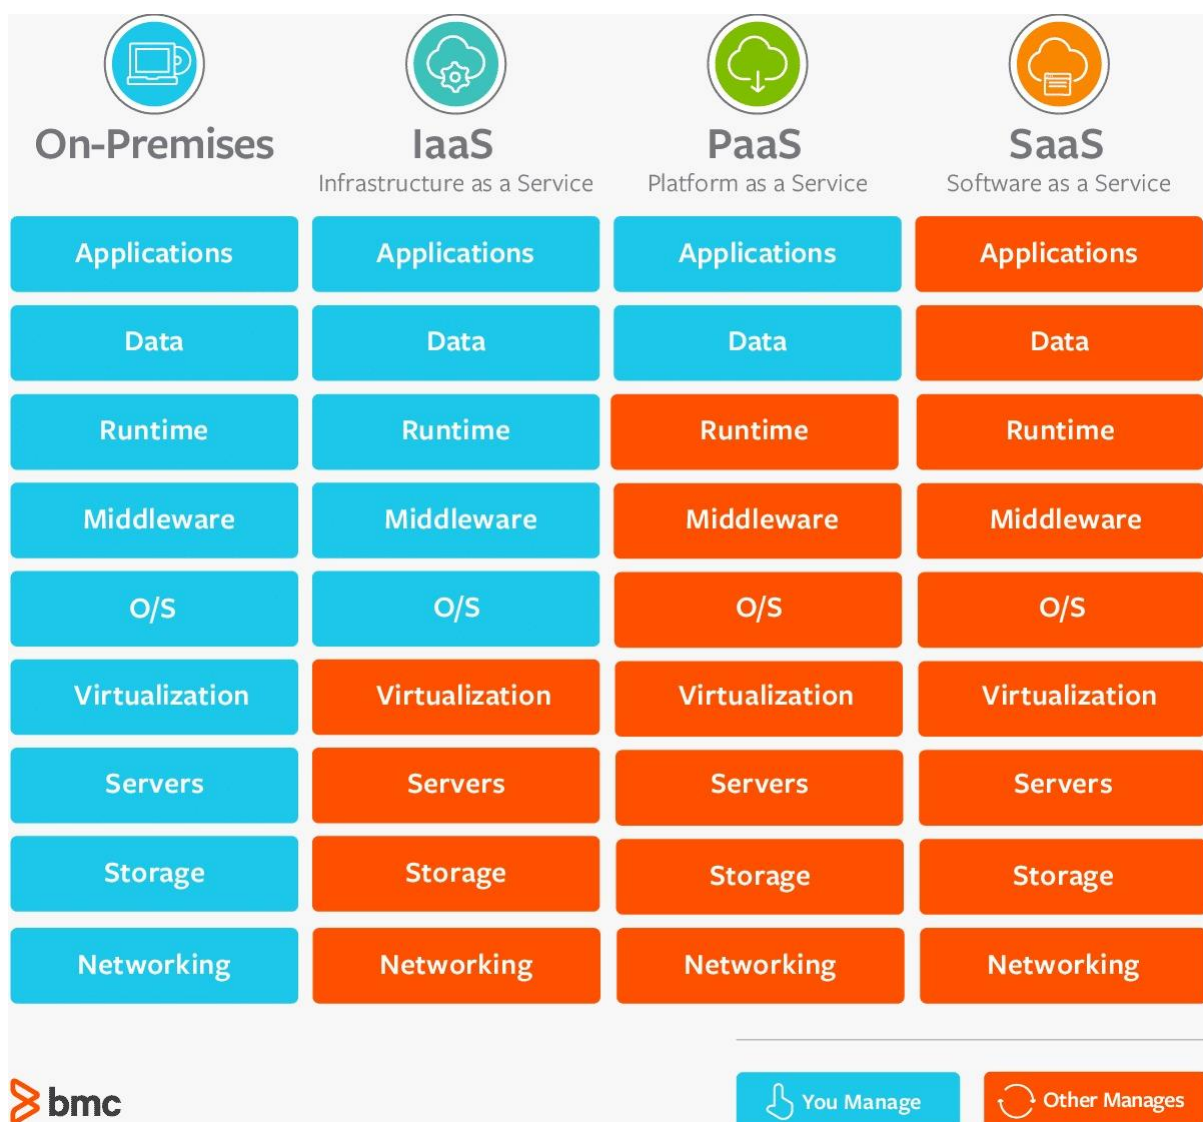 On-Premises
IaaS
Infrastructure as a Service
PaaS
Platform as a Service
SaaS
Software as a Service
Applications Applications Applications Applications
Data Data Data Data
Runtime Runtime Runtime Runtime
Middleware Middleware Middleware Middleware
O/S O/S O/S O/S
Virtualization Virtualization Virtualization Virtualization
Servers Servers Servers Servers
Storage Storage Storage Storage
Networking Networking Networking Networking
bmc
You Manage
Other Manages